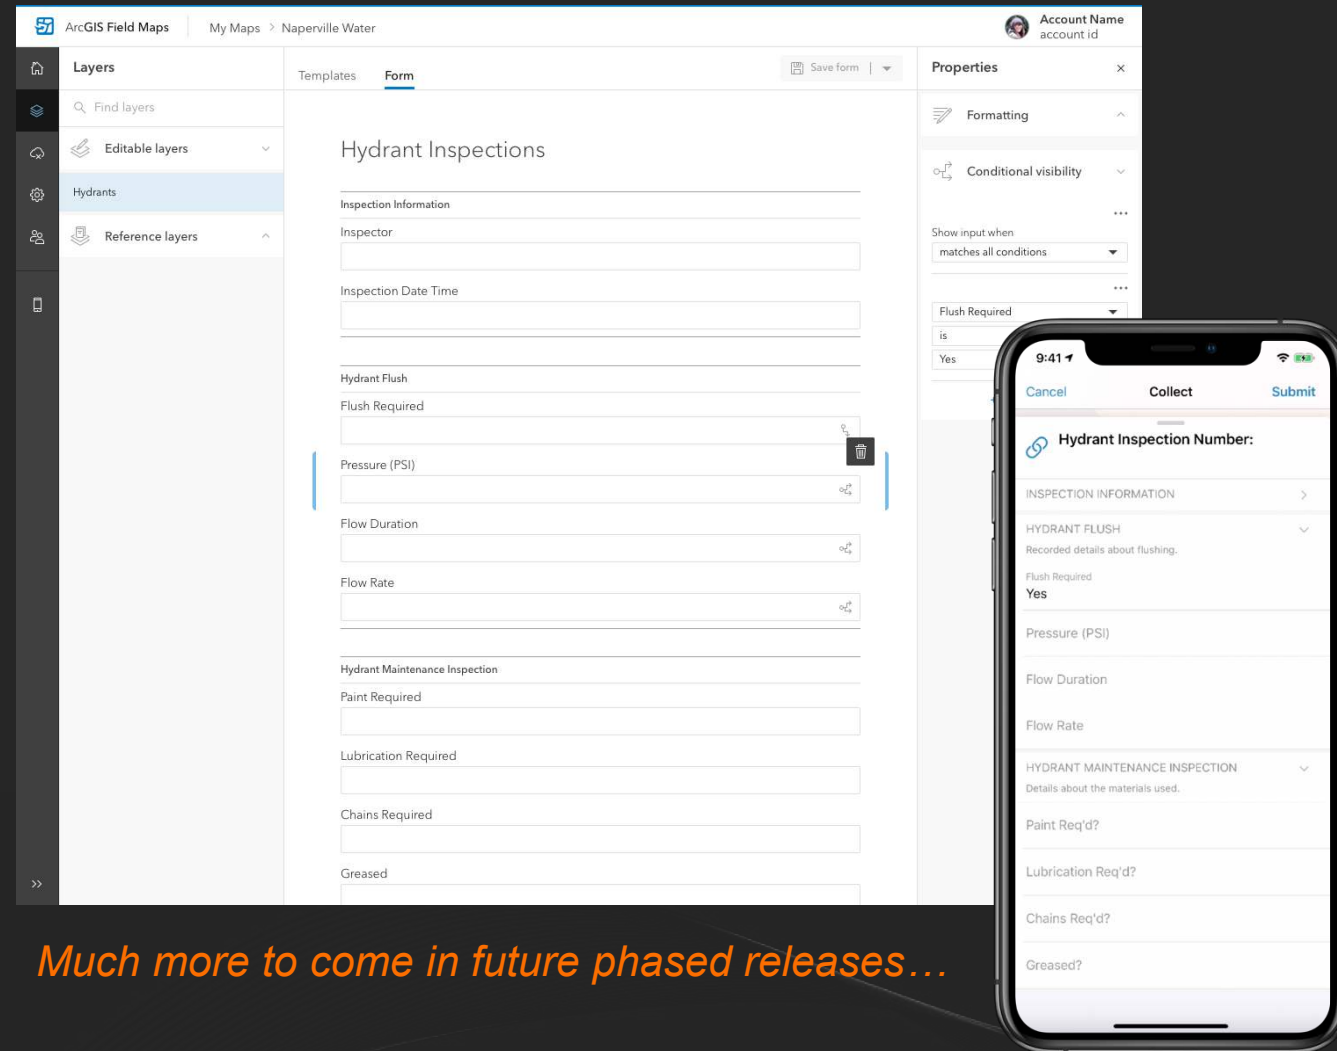 ArcGIS Field Maps
My Maps > Naperville Water
Account Name
account id
Layers
Find layers
Editable layers
Hydrants
Reference layers
Templates
Form
Save form
Hydrant Inspections
Inspection Information
Inspector
Inspection Date Time
Hydrant Flush
Flush Required
Pressure (PSI)
Flow Duration
Flow Rate
Hydrant Maintenance Inspection
Paint Required
Lubrication Required
Chains Required
Greased
Properties
Formatting
Conditional visibility
Show input when
matches all conditions
Flush Required
is
Yes
9:41
Cancel
Collect
Submit
Hydrant Inspection Number:
INSPECTION INFORMATION
HYDRANT FLUSH
Recorded details about flushing.
Flush Required
Yes
Pressure (PSI)
Flow Duration
Flow Rate
HYDRANT MAINTENANCE INSPECTION
Details about the materials used.
Paint Req'd?
Lubrication Req'd?
Chains Req'd?
Greased?
Much more to come in future phased releases…